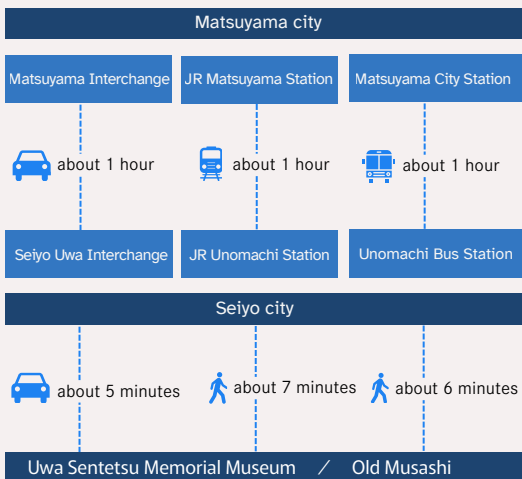 Matsuyama city
Matsuyama Interchange
JR Matsuyama Station
Matsuyama City Station
about 1 hour
about 1 hour
about 1 hour
Seiyo Uwa Interchange
JR Unomachi Station
Unomachi Bus Station
Seiyo city
about 5 minutes
about 7 minutes
about 6 minutes
Uwa Sentetsu Memorial Museum / Old Musashi